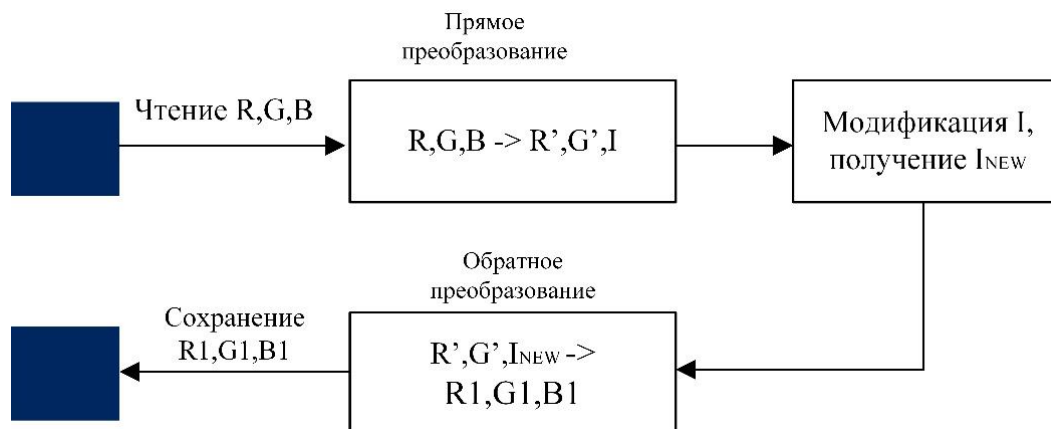 Прямое
преобразование
Чтение R,G,B
R,G,B -> R’,G’,I
Модификация I,
получение INEW
Обратное
преобразование
Сохранение
R1,G1,B1
R’,G’,INEW ->
R1,G1,B1